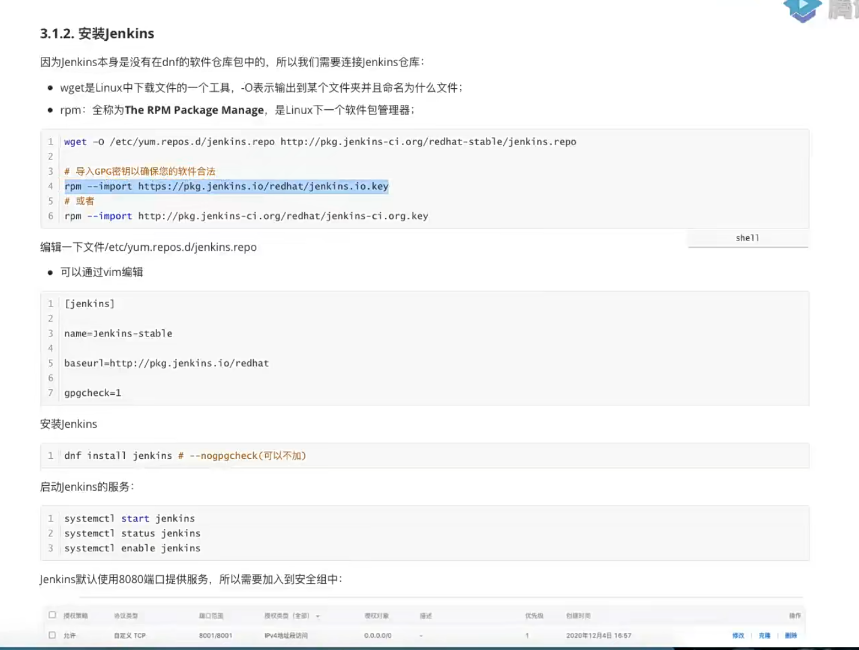 3.1.2. 安装Jenkins
因为Jenkins本身是没有在dnf的软件仓库包中的，所以我们需要连接Jenkins仓库：
wget是Linux中下载文件的一个工具，-O表示输出到某个文件夹并且命名为什么文件；
rpm：全称为The RPM Package Manage，是Linux下一个软件包管理器；
1 wget -O /etc/yum.repos.d/jenkins.repo http://pkg.jenkins-ci.org/redhat-stable/jenkins.repo
2
3 # 导入GPG密钥以确保您的软件合法
4 rpm --import https://pkg.jenkins.io/redhat/jenkins.io.key
5 # 或者
6 rpm --import http://pkg.jenkins-ci.org/redhat/jenkins-ci.org.key
shell
编辑一下文件/etc/yum.repos.d/jenkins.repo
可以通过vim编辑
1 [jenkins]
2
3 name=Jenkins-stable
4
5 baseurl=http://pkg.jenkins.io/redhat
6
7 gpgcheck=1
安装Jenkins
1 dnf install jenkins # --nogpgcheck(可以不加)
启动Jenkins的服务：
1 systemctl start jenkins
2 systemctl status jenkins
3 systemctl enable jenkins
Jenkins默认使用8080端口提供服务，所以需要加入到安全组中：
授权策略 协议类型 端口范围 授权类型（全部） 授权对象 描述 优先级 创建时间 操作
允许 自定义 TCP 8001/8001 IPv4地址段访问 0.0.0.0/0 - 1 2020年12月4日 16:57 修改 克隆 删除